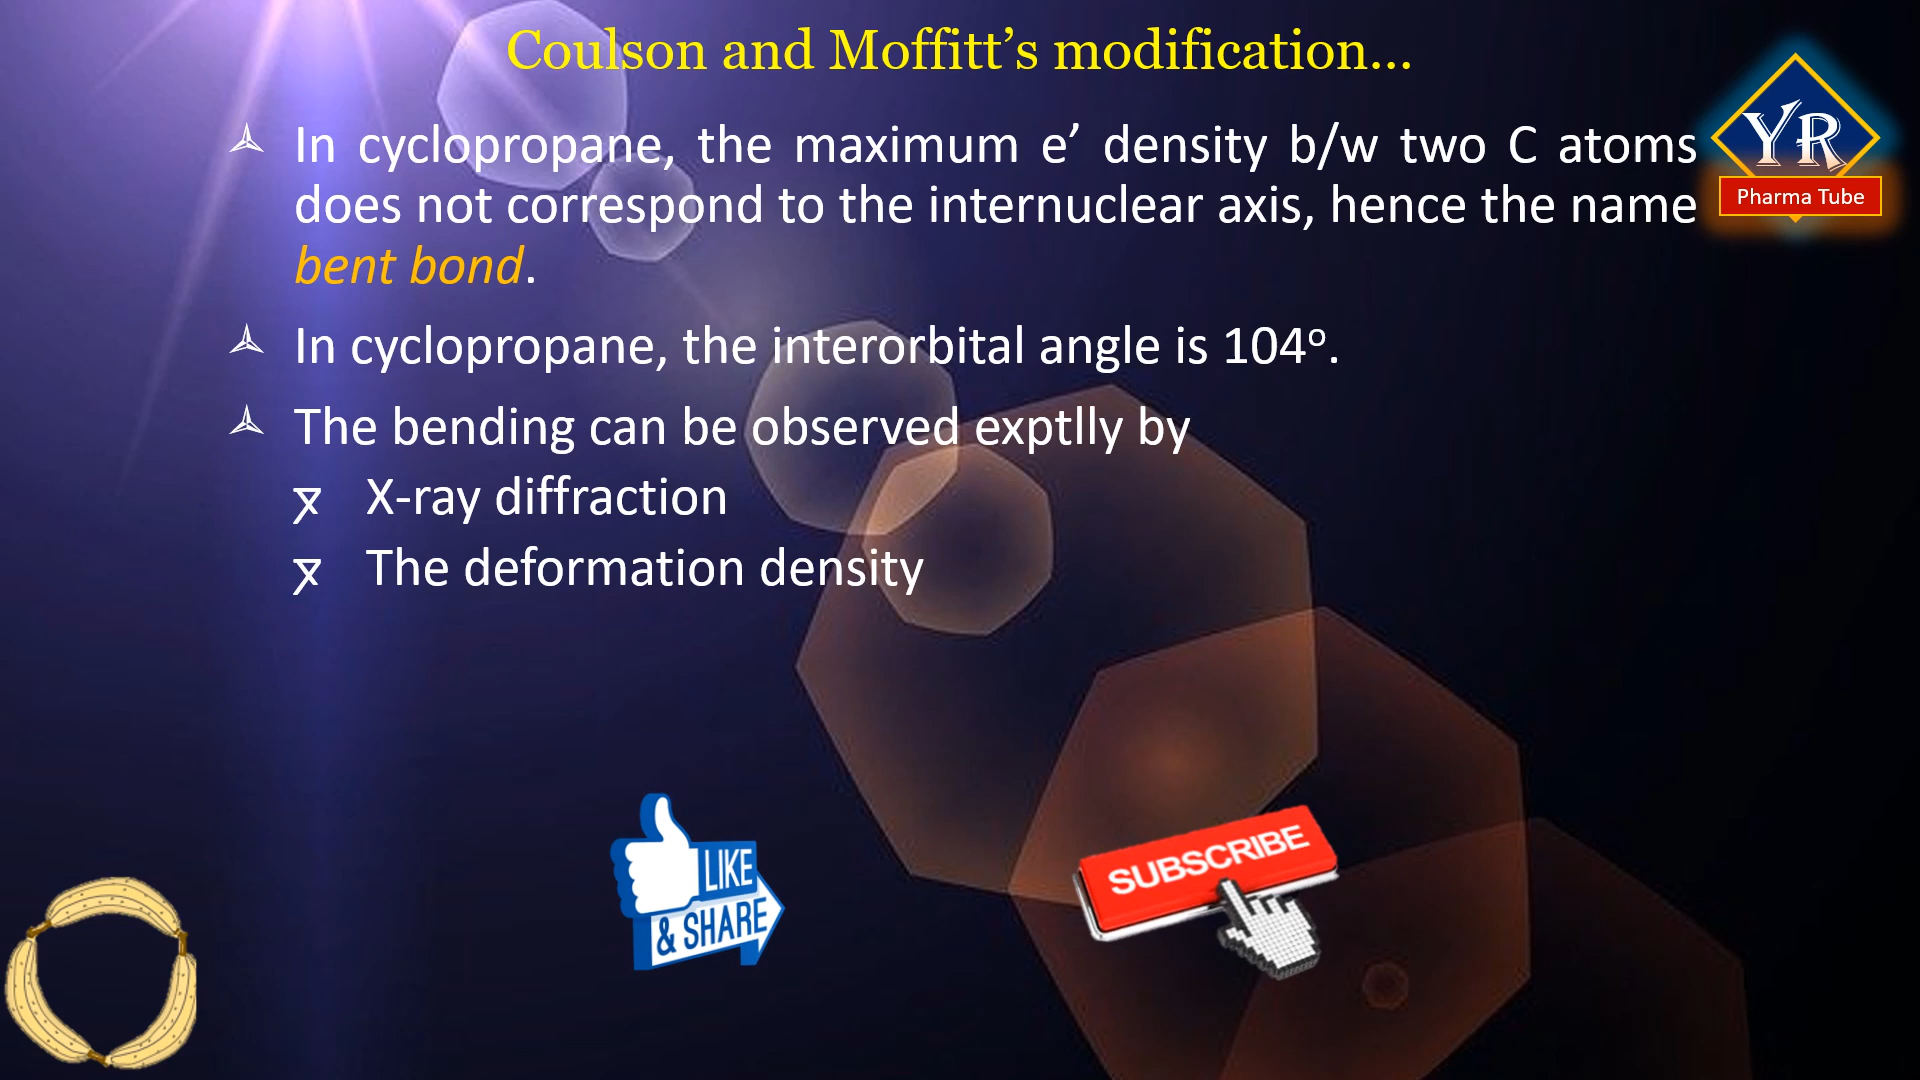 Coulson and Moffitt’s modification...
In cyclopropane, the maximum e’ density b/w two C atoms
does not correspond to the internuclear axis, hence the name
bent bond.
In cyclopropane, the interorbital angle is 104º.
The bending can be observed exptlly by
X-ray diffraction
The deformation density
YR
Pharma Tube
LIKE
& SHARE
SUBSCRIBE